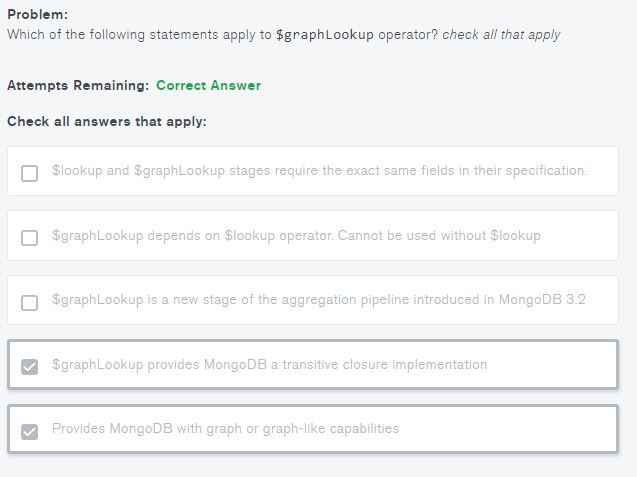 Problem:
Which of the following statements apply to $graphLookup operator? check all that apply
Attempts Remaining: Correct Answer
Check all answers that apply:
$lookup and $graphLookup stages require the exact same fields in their specification.
$graphLookup depends on $lookup operator. Cannot be used without $lookup
$graphLookup is a new stage of the aggregation pipeline introduced in MongoDB 3.2
$graphLookup provides MongoDB a transitive closure implementation
Provides MongoDB with graph or graph-like capabilities